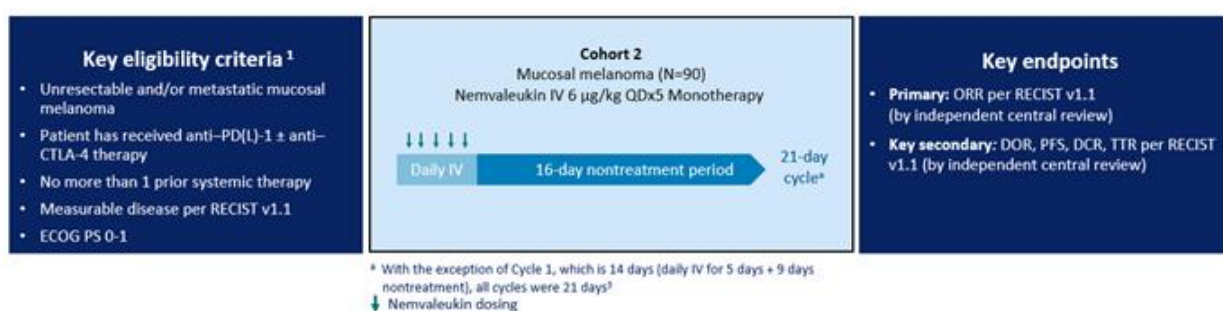 Key eligibility criteria ¹
• Unresectable and/or metastatic mucosal
melanoma
• Patient has received anti–PD(L)-1 ± anti–
CTLA-4 therapy
• No more than 1 prior systemic therapy
• Measurable disease per RECIST v1.1
• ECOG PS 0-1
Cohort 2
Mucosal melanoma (N=90)
Nemvaleukin IV 6 µg/kg QDx5 Monotherapy
Daily IV
16-day nontreatment period
21-day
cycleᵃ
ᵃ With the exception of Cycle 1, which is 14 days (daily IV for 5 days + 9 days
nontreatment), all cycles were 21 days³
Nemvaleukin dosing
Key endpoints
• Primary: ORR per RECIST v1.1
(by independent central review)
• Key secondary: DOR, PFS, DCR, TTR per RECIST
v1.1 (by independent central review)